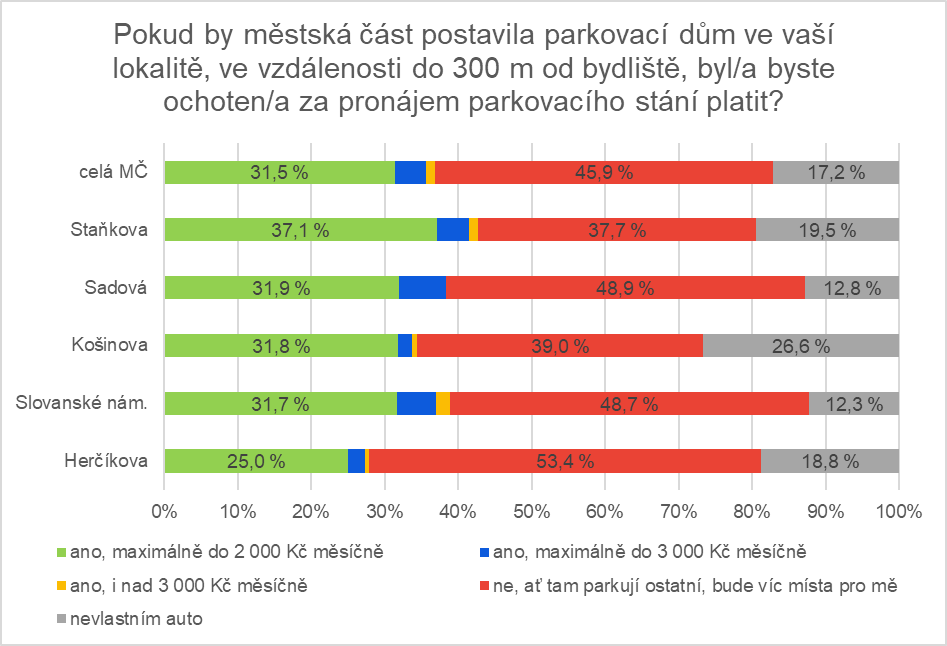 Pokud by městská část postavila parkovací dům ve vaší
lokalitě, ve vzdálenosti do 300 m od bydliště, byl/a byste
ochoten/a za pronájem parkovacího stání platit?
celá MČ 31,5 % 45,9 % 17,2 %
Staňkova 37,1 % 37,7 % 19,5 %
Sadová 31,9 % 48,9 % 12,8 %
Košinova 31,8 % 39,0 % 26,6 %
Slovanské nám. 31,7 % 48,7 % 12,3 %
Herčíkova 25,0 % 53,4 % 18,8 %
0% 10% 20% 30% 40% 50% 60% 70% 80% 90% 100%
ano, maximálně do 2 000 Kč měsíčně ano, maximálně do 3 000 Kč měsíčně
ano, i nad 3 000 Kč měsíčně ne, ať tam parkují ostatní, bude víc místa pro mě
nevlastním auto